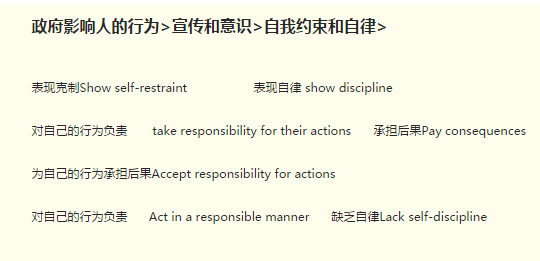 政府影响人的行为>宣传和意识>自我约束和自律>
表现克制Show self-restraint 表现自律 show discipline
对自己的行为负责 take responsibility for their actions 承担后果Pay consequences
为自己的行为承担后果Accept responsibility for actions
对自己的行为负责 Act in a responsible manner 缺乏自律Lack self-discipline